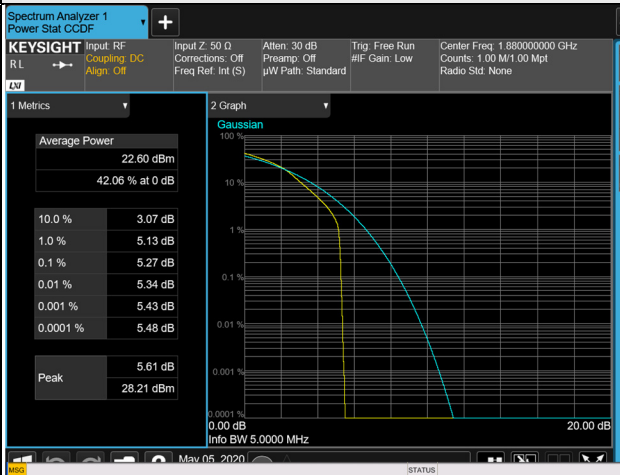 Spectrum Analyzer 1
Power Stat CCDF
KEYSIGHT
R L
LXI
Input: RF
Coupling: DC
Align: Off
Input Z: 50 Ω
Corrections: Off
Freq Ref: Int (S)
Atten: 30 dB
Preamp: Off
µW Path: Standard
Trig: Free Run
#IF Gain: Low
Center Freq: 1.880000000 GHz
Counts: 1.00 M/1.00 Mpt
Radio Std: None
1 Metrics
Average Power
22.60 dBm
42.06 % at 0 dB
10.0 % 3.07 dB
1.0 % 5.13 dB
0.1 % 5.27 dB
0.01 % 5.34 dB
0.001 % 5.43 dB
0.0001 % 5.48 dB
Peak
5.61 dB
28.21 dBm
2 Graph
Gaussian
100 %
10 %
1 %
0.1 %
0.01 %
0.001 %
0.0001 %
0.00 dB 20.00 dB
Info BW 5.0000 MHz
May 05, 2020
MSG STATUS